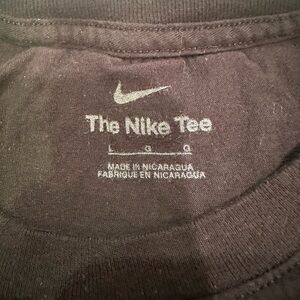 The Nike Tee
L G G
MADE IN NICARAGUA
FABRIQUÉ EN NICARAGUA